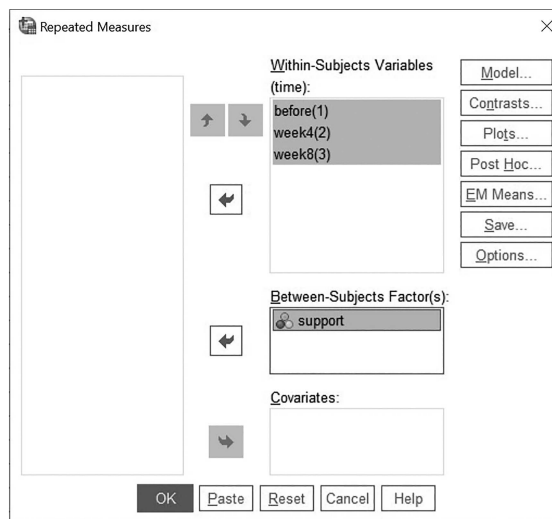 Repeated Measures
Within-Subjects Variables
(time):
before(1)
week4(2)
week8(3)
Model...
Contrasts...
Plots...
Post Hoc...
EM Means...
Save...
Options...
Between-Subjects Factor(s):
support
Covariates:
OK
Paste
Reset
Cancel
Help